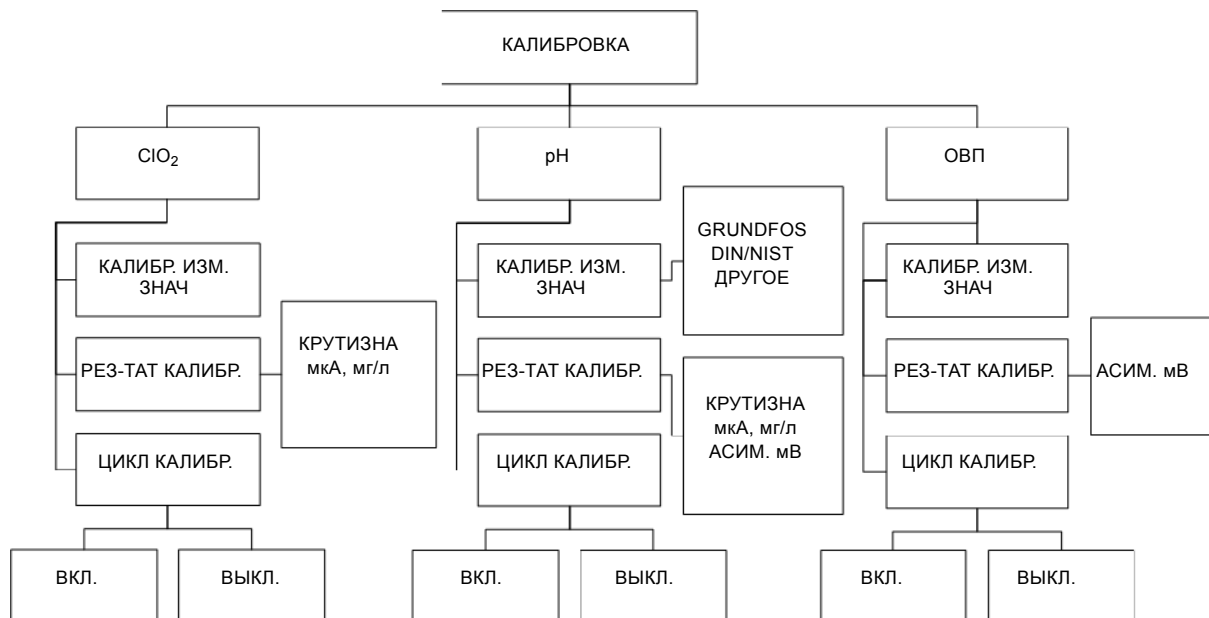 КАЛИБРОВКА
ClO₂
pH
ОВП
GRUNDFOS
DIN/NIST
ДРУГОЕ
КАЛИБР. ИЗМ.
ЗНАЧ
КАЛИБР. ИЗМ.
ЗНАЧ
КАЛИБР. ИЗМ.
ЗНАЧ
РЕЗ-ТАТ КАЛИБР.
КРУТИЗНА
мкА, мг/л
РЕЗ-ТАТ КАЛИБР.
КРУТИЗНА
мкА, мг/л
АСИМ. мВ
РЕЗ-ТАТ КАЛИБР.
АСИМ. мВ
ЦИКЛ КАЛИБР.
ЦИКЛ КАЛИБР.
ЦИКЛ КАЛИБР.
ВКЛ.
ВЫКЛ.
ВКЛ.
ВЫКЛ.
ВКЛ.
ВЫКЛ.